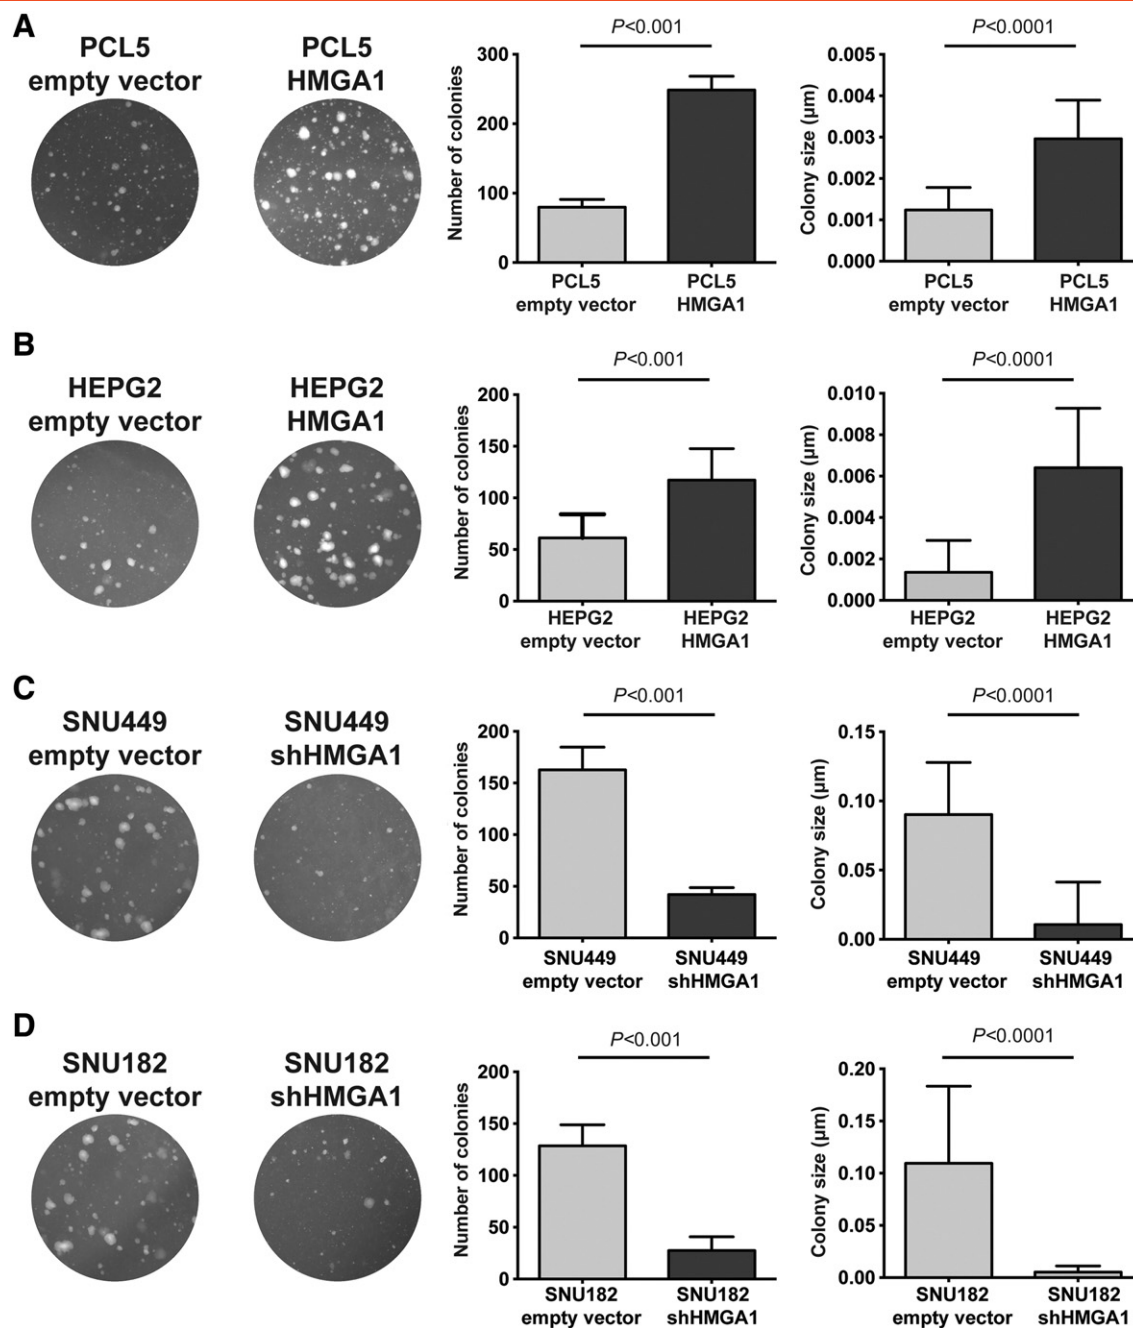 A
PCL5
empty vector
PCL5
HMGA1
P<0.001
Number of colonies
300
200
100
0
PCL5
empty vector
PCL5
HMGA1
P<0.0001
Colony size (µm)
0.005
0.004
0.003
0.002
0.001
0.000
PCL5
empty vector
PCL5
HMGA1
B
HEPG2
empty vector
HEPG2
HMGA1
P<0.001
Number of colonies
200
150
100
50
0
HEPG2
empty vector
HEPG2
HMGA1
P<0.0001
Colony size (µm)
0.010
0.008
0.006
0.004
0.002
0.000
HEPG2
empty vector
HEPG2
HMGA1
C
SNU449
empty vector
SNU449
shHMGA1
P<0.001
Number of colonies
200
150
100
50
0
SNU449
empty vector
SNU449
shHMGA1
P<0.0001
Colony size (µm)
0.15
0.10
0.05
0.00
SNU449
empty vector
SNU449
shHMGA1
D
SNU182
empty vector
SNU182
shHMGA1
P<0.001
Number of colonies
200
150
100
50
0
SNU182
empty vector
SNU182
shHMGA1
P<0.0001
Colony size (µm)
0.20
0.15
0.10
0.05
0.00
SNU182
empty vector
SNU182
shHMGA1